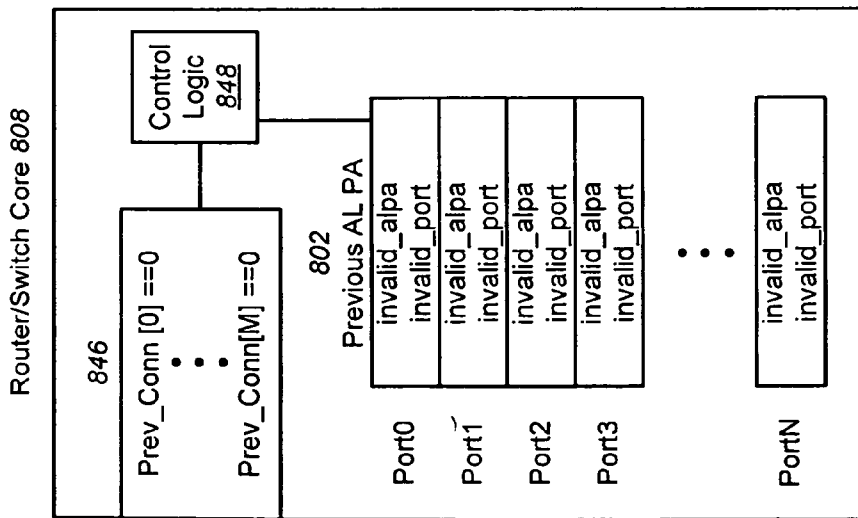 Router/Switch Core 808
846
Prev_Conn [0] ==0
Prev_Conn[M] ==0
Control
Logic
848
802
Previous AL PA
Port0
invalid_alpa
invalid_port
Port1
invalid_alpa
invalid_port
Port2
invalid_alpa
invalid_port
Port3
invalid_alpa
invalid_port
PortN
invalid_alpa
invalid_port